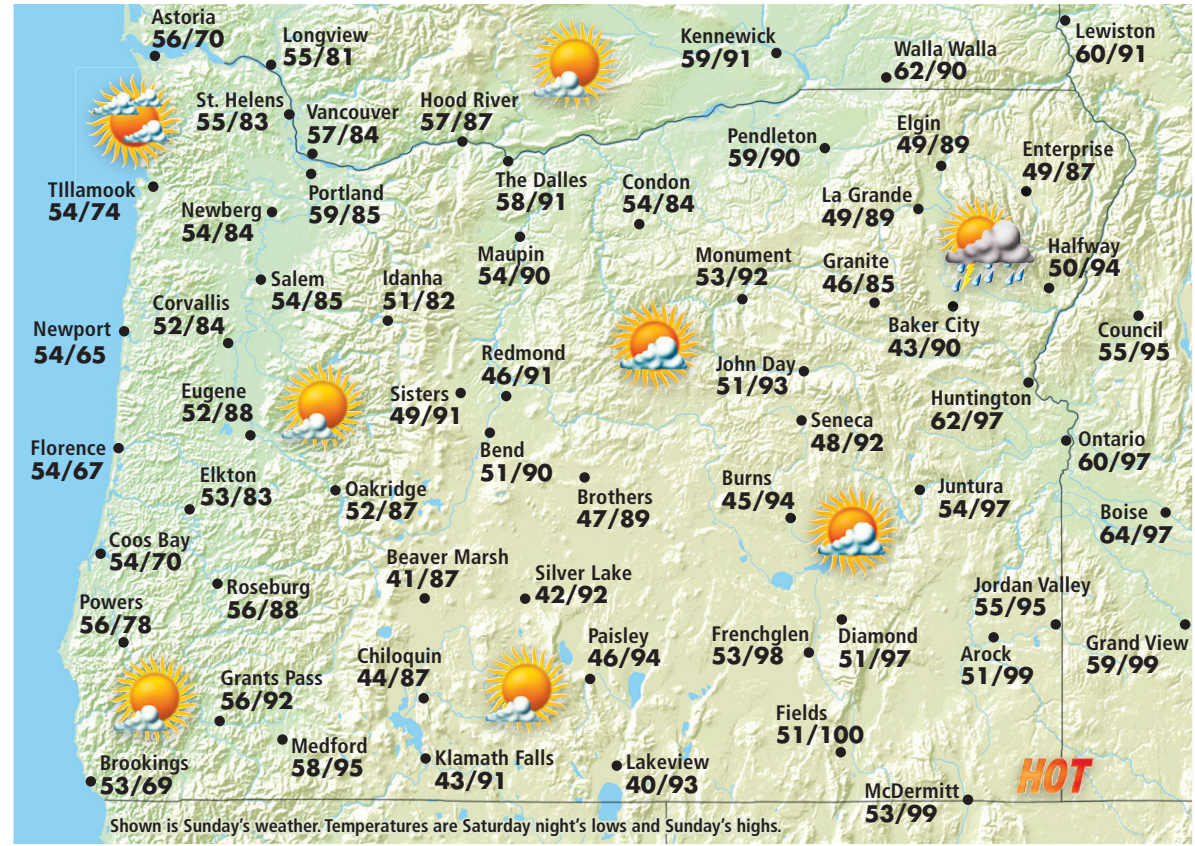 Astoria
56/70
Longview
55/81
Kennewick
59/91
Walla Walla
62/90
Lewiston
60/91
St. Helens
55/83
Vancouver
57/84
Hood River
57/87
Pendleton
59/90
Elgin
49/89
Enterprise
49/87
TIllamook
54/74
Newberg
54/84
Portland
59/85
The Dalles
58/91
Condon
54/84
La Grande
49/89
Maupin
54/90
Monument
53/92
Granite
46/85
Halfway
50/94
Salem
54/85
Idanha
51/82
Corvallis
52/84
Newport
54/65
Baker City
43/90
Council
55/95
Redmond
46/91
John Day
51/93
Eugene
52/88
Sisters
49/91
Huntington
62/97
Seneca
48/92
Florence
54/67
Bend
51/90
Ontario
60/97
Elkton
53/83
Oakridge
52/87
Brothers
47/89
Burns
45/94
Juntura
54/97
Boise
64/97
Coos Bay
54/70
Beaver Marsh
41/87
Silver Lake
42/92
Roseburg
56/88
Jordan Valley
55/95
Powers
56/78
Paisley
46/94
Frenchglen
53/98
Diamond
51/97
Arock
51/99
Grand View
59/99
Chiloquin
44/87
Grants Pass
56/92
Fields
51/100
Medford
58/95
Klamath Falls
43/91
Lakeview
40/93
Brookings
53/69
HOT
McDermitt
53/99
Shown is Sunday's weather. Temperatures are Saturday night's lows and Sunday's highs.